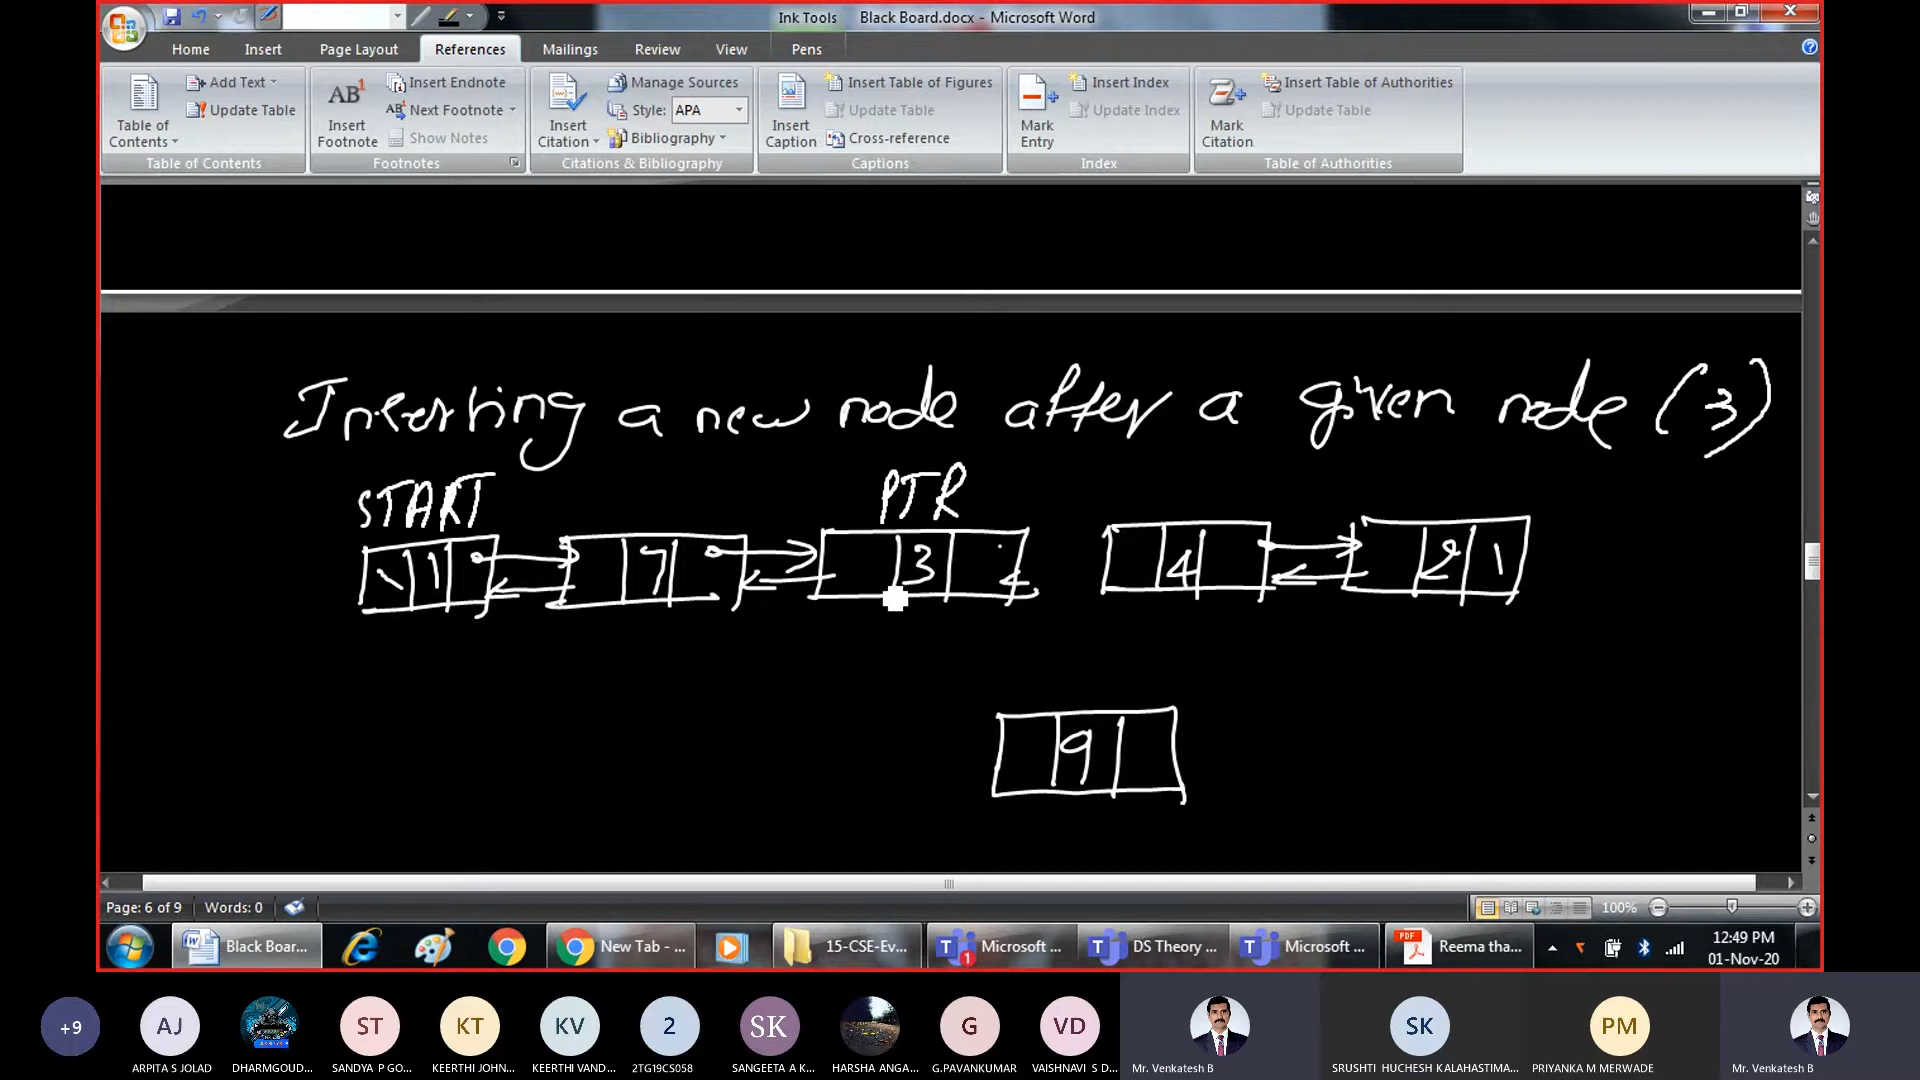 Ink Tools Black Board.docx - Microsoft Word
Home Insert Page Layout References Mailings Review View Pens
Table of Contents
Add Text
Update Table
Table of Contents
AB1 Insert Footnote
Insert Endnote
AB Next Footnote
Show Notes
Footnotes
Insert Citation
Manage Sources
Style: APA
Bibliography
Citations & Bibliography
Insert Caption
Insert Table of Figures
Update Table
Cross-reference
Captions
Mark Entry
Insert Index
Update Index
Index
Mark Citation
Insert Table of Authorities
Update Table
Table of Authorities
Inserting a new node after a given node (3)
START PTR
1 7 3 4 2
9
Page: 6 of 9 Words: 0 100%
Black Boar... New Tab - ... 15-CSE-Ev... Microsoft ... DS Theory ... Microsoft ... PDF Reema tha... 12:49 PM
01-Nov-20
+9 AJ ST KT KV 2 SK G VD SK PM
ARPITA S JOLAD DHARMGOUD... SANDYA P GO... KEERTHI JOHN... KEERTHI VAND... 2TG19CS058 SANGEETA A K... HARSHA ANGA... G.PAVANKUMAR VAISHNAVI S D... Mr. Venkatesh B SRUSHTI HUCHESH KALAHASTIMA... PRIYANKA M MERWADE Mr. Venkatesh B